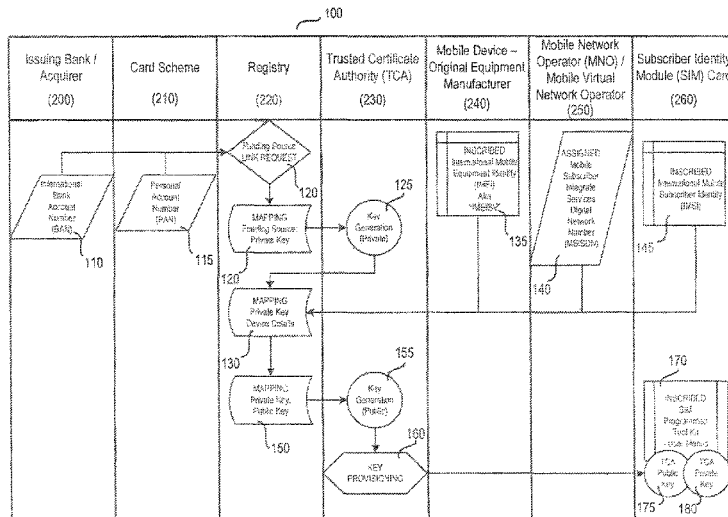 100
Issuing Bank /
Acquirer
(200)
Card Scheme
(210)
Registry
(220)
Trusted Certificate
Authority (TCA)
(230)
Mobile Device –
Original Equipment
Manufacturer
(240)
Mobile Network
Operator (MNO) /
Mobile Virtual
Network Operator
(250)
Subscriber Identity
Module (SIM) Card
(260)
Funding Source
LINK REQUEST
120
International
Bank
Account
Number
(IBAN)
110
Personal
Account
Number
(PAN)
115
MAPPING
Funding Source:
Private Key
120
125
Key
Generation
(Private)
INSCRIBED
International Mobile
Equipment Identity
(IMEI)
Aka
135
ASSIGNED
Mobile
Subscriber
Integrate
Services
Digital
Network
Number
(MSISDN)
140
INSCRIBED
International Mobile
Subscriber Identity
(IMSI)
145
MAPPING
Private Key
Device Details
130
MAPPING
Private Key,
Public Key
150
155
Key
Generation
(Public)
160
KEY
PROVISIONING
170
INSCRIBED
SIM
Programmed
Tool Kit
TCA
Public
Key
175
TCA
Private
Key
180